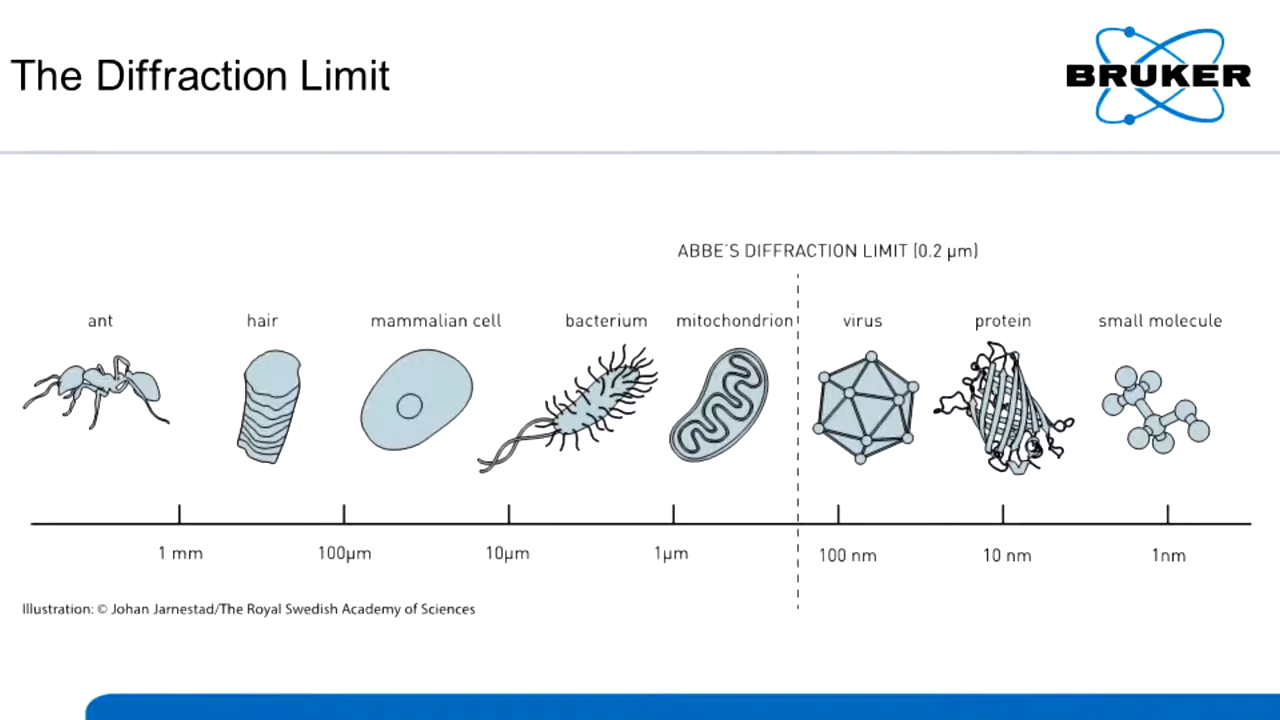 The Diffraction Limit
BRUKER
ABBE´S DIFFRACTION LIMIT (0.2 µm)
ant hair mammalian cell bacterium mitochondrion virus protein small molecule
1 mm 100µm 10µm 1µm 100 nm 10 nm 1nm
Illustration: © Johan Jarnestad/The Royal Swedish Academy of Sciences